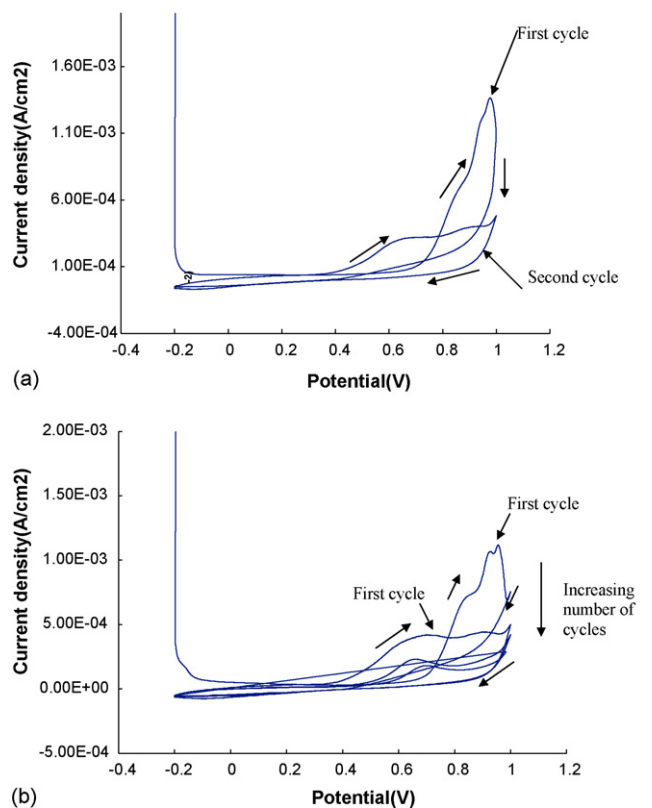 First cycle
1.60E-03
1.10E-03
6.00E-04
1.00E-04
-4.00E-04
Current density(A/cm2)
Second cycle
-0.4
-0.2
0
0.2
0.4
0.6
0.8
1
1.2
Potential(V)
(a)
2.00E-03
1.50E-03
1.00E-03
5.00E-04
0.00E+00
-5.00E-04
Current density(A/cm2)
First cycle
First cycle
Increasing
number of
cycles
-0.4
-0.2
0
0.2
0.4
0.6
0.8
1
1.2
Potential(V)
(b)